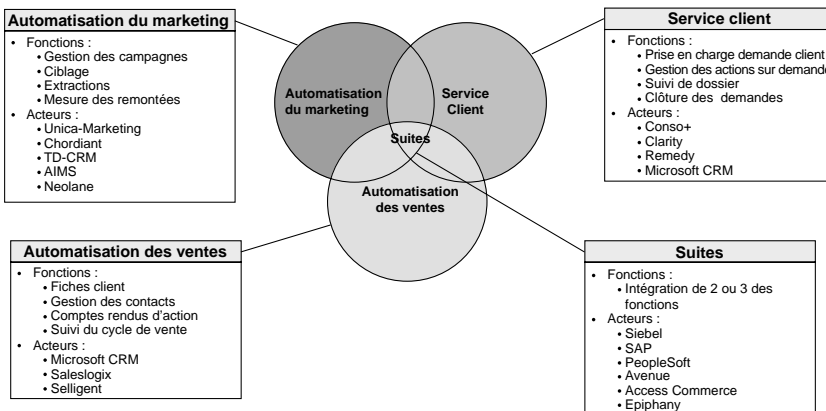 Automatisation du marketing
• Fonctions :
• Gestion des campagnes
• Ciblage
• Extractions
• Mesure des remontées
• Acteurs :
• Unica-Marketing
• Chordiant
• TD-CRM
• AIMS
• Neolane
Automatisation
du marketing
Service
Client
Suites
Automatisation
des ventes
Service client
• Fonctions :
• Prise en charge demande client
• Gestion des actions sur demande
• Suivi de dossier
• Clôture des demandes
• Acteurs :
• Conso+
• Clarity
• Remedy
• Microsoft CRM
Automatisation des ventes
• Fonctions :
• Fiches client
• Gestion des contacts
• Comptes rendus d'action
• Suivi du cycle de vente
• Acteurs :
• Microsoft CRM
• Saleslogix
• Selligent
Suites
• Fonctions :
• Intégration de 2 ou 3 des
fonctions
• Acteurs :
• Siebel
• SAP
• PeopleSoft
• Avenue
• Access Commerce
• Epiphany